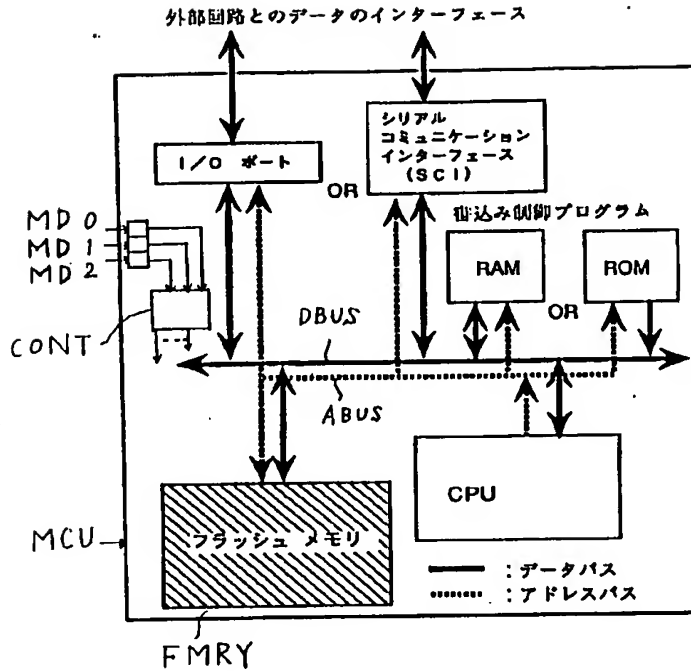 外部回路とのデータのインターフェース
I/O ポート
OR
シリアル
コミュニケーション
インターフェース
(SCI)
書込み制御プログラム
MD 0
MD 1
MD 2
RAM
OR
ROM
CONT
DBUS
ABUS
CPU
MCU
フラッシュ メモリ
:データバス
:アドレスバス
FMRY